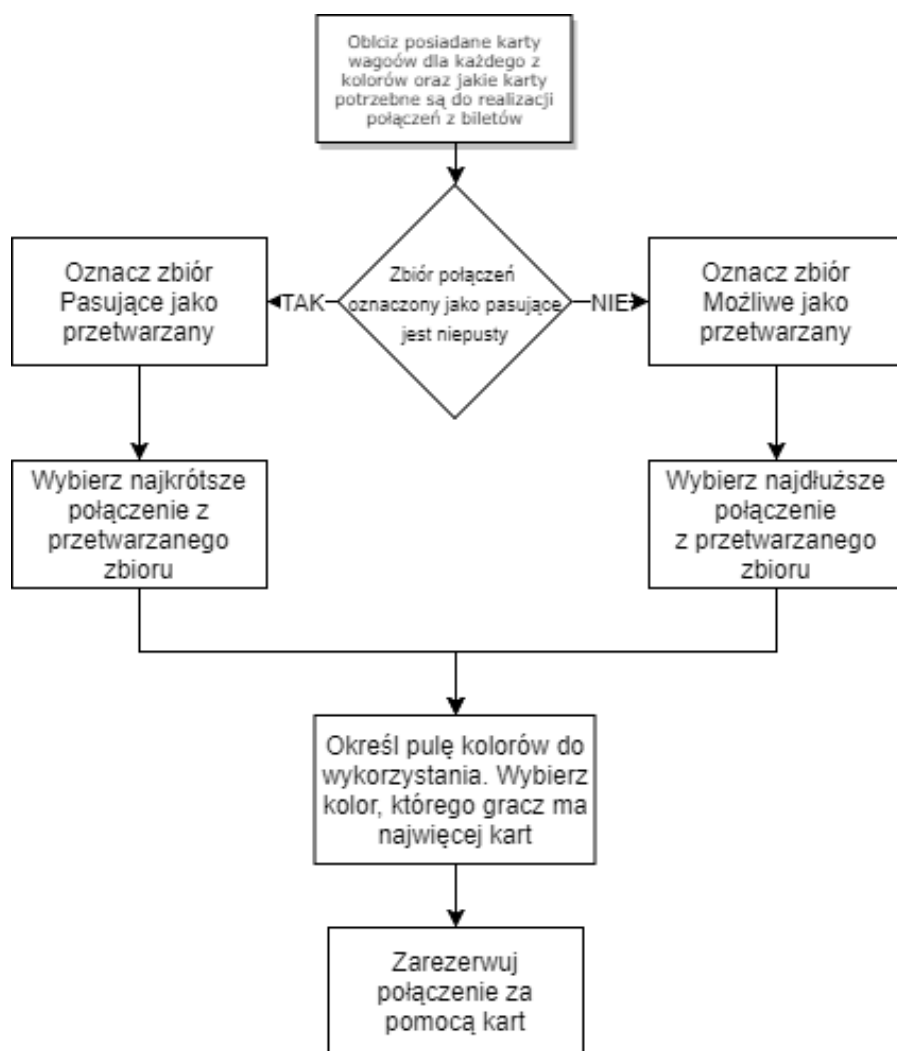 Oblciz posiadane karty
wagoów dla każdego z
kolorów oraz jakie karty
potrzebne są do realizacji
połączeń z biletów
Oznacz zbiór
Pasujące jako
przetwarzany
TAK
Zbiór połączeń
oznaczony jako pasujące
jest niepusty
NIE
Oznacz zbiór
Możliwe jako
przetwarzany
Wybierz najkrótsze
połączenie z
przetwarzanego
zbioru
Wybierz najdłuższe
połączenie
z przetwarzanego
zbioru
Określ pulę kolorów do
wykorzystania. Wybierz
kolor, którego gracz ma
najwięcej kart
Zarezerwuj
połączenie za
pomocą kart